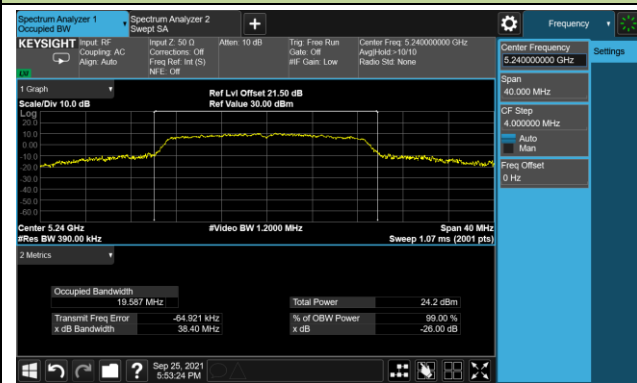 Spectrum Analyzer 1
Occupied BW
Spectrum Analyzer 2
Swept SA
Frequency
KEYSIGHT
Input: RF
Coupling: AC
Align: Auto
Input Z: 50 Ω
Corrections: Off
Freq Ref: Int (S)
NFE: Off
Atten: 10 dB
Trig: Free Run
Gate: Off
#IF Gain: Low
Center Freq: 5.240000000 GHz
Avg|Hold:>10/10
Radio Std: None
Center Frequency
5.240000000 GHz
Settings
Span
40.000 MHz
CF Step
4.000000 MHz
Auto
Man
Freq Offset
0 Hz
1 Graph
Scale/Div 10.0 dB
Ref Lvl Offset 21.50 dB
Ref Value 30.00 dBm
Log
20.0
10.0
0.00
-10.0
-20.0
-30.0
-40.0
-50.0
-60.0
Center 5.24 GHz
#Res BW 390.00 kHz
#Video BW 1.2000 MHz
Span 40 MHz
Sweep 1.07 ms (2001 pts)
2 Metrics
Occupied Bandwidth
19.587 MHz
Total Power 24.2 dBm
Transmit Freq Error -64.921 kHz
% of OBW Power 99.00 %
x dB Bandwidth 38.40 MHz
x dB -26.00 dB
?
Sep 25, 2021
5:53:24 PM